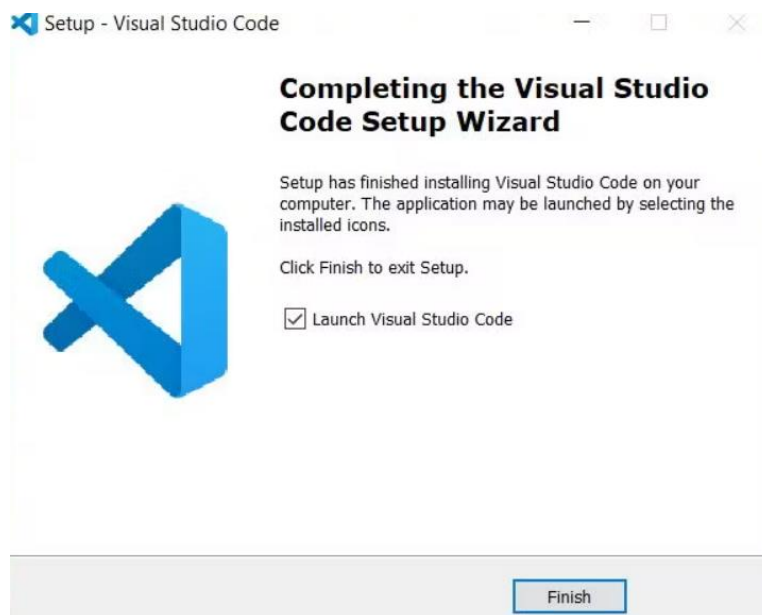 Setup - Visual Studio Code
Completing the Visual Studio
Code Setup Wizard
Setup has finished installing Visual Studio Code on your
computer. The application may be launched by selecting the
installed icons.
Click Finish to exit Setup.
Launch Visual Studio Code
Finish